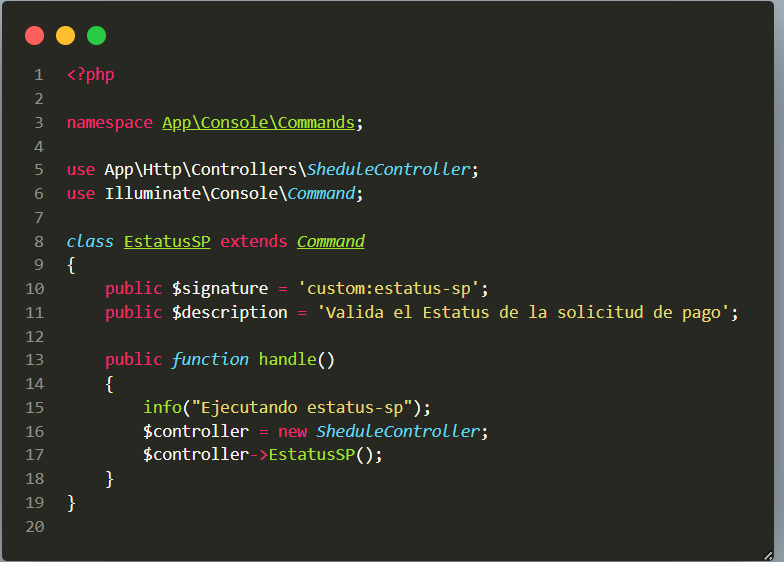 1 <?php
2
3 namespace App\Console\Commands;
4
5 use App\Http\Controllers\SheduleController;
6 use Illuminate\Console\Command;
7
8 class EstatusSP extends Command
9 {
10     public $signature = 'custom:estatus-sp';
11     public $description = 'Valida el Estatus de la solicitud de pago';
12
13     public function handle()
14     {
15         info("Ejecutando estatus-sp");
16         $controller = new SheduleController;
17         $controller->EstatusSP();
18     }
19 }
20